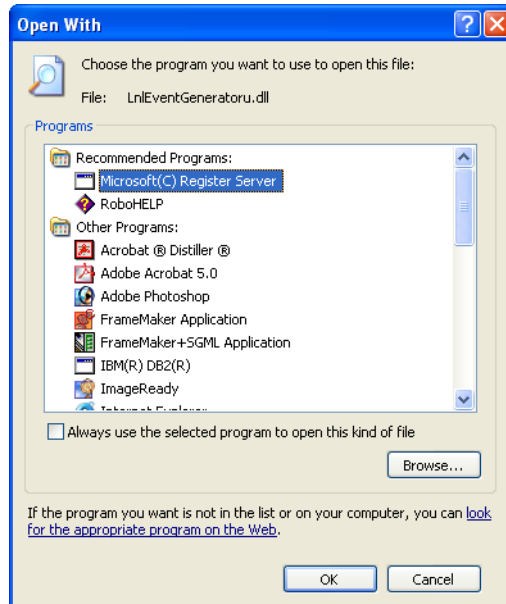 Open With
Choose the program you want to use to open this file:
File: LnlEventGeneratoru.dll
Programs
Recommended Programs:
Microsoft(C) Register Server
RoboHELP
Other Programs:
Acrobat ® Distiller ®
Adobe Acrobat 5.0
Adobe Photoshop
FrameMaker Application
FrameMaker+SGML Application
IBM(R) DB2(R)
ImageReady
Internet Explorer
Always use the selected program to open this kind of file
Browse...
If the program you want is not in the list or on your computer, you can look
for the appropriate program on the Web.
OK Cancel